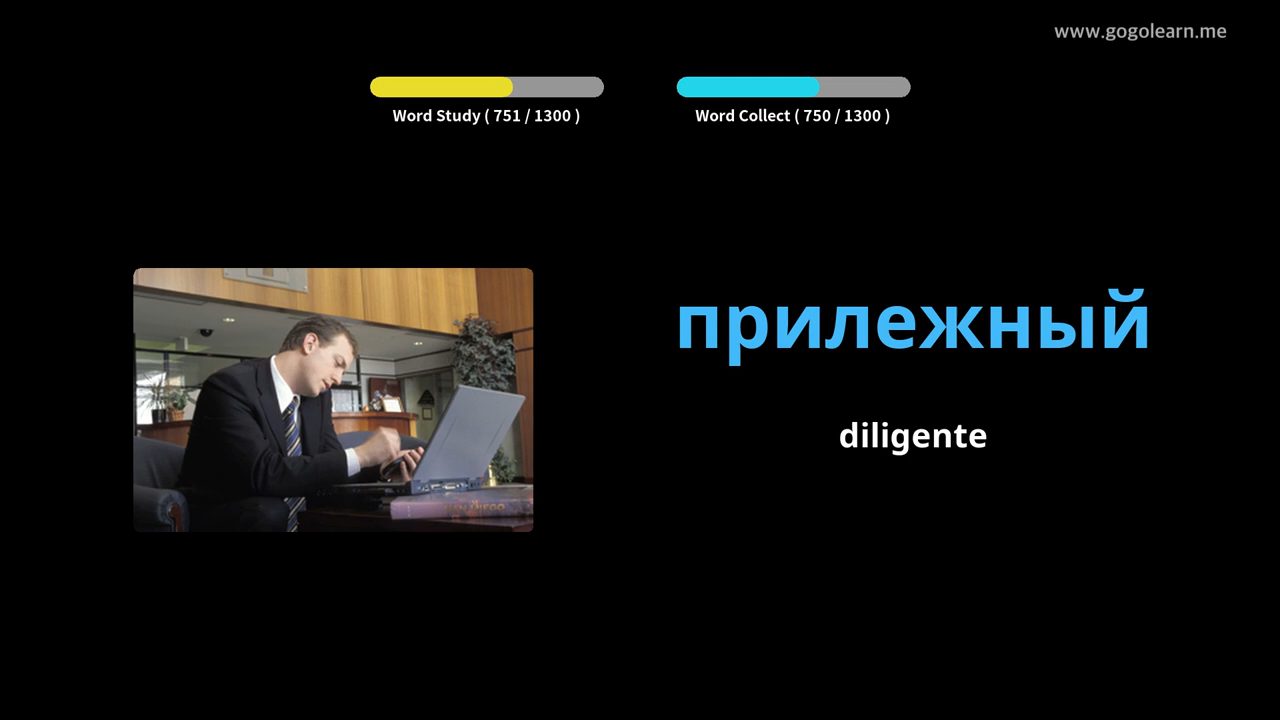 www.gogolearn.me
Word Study ( 751 / 1300 )
Word Collect ( 750 / 1300 )
прилежный
diligente